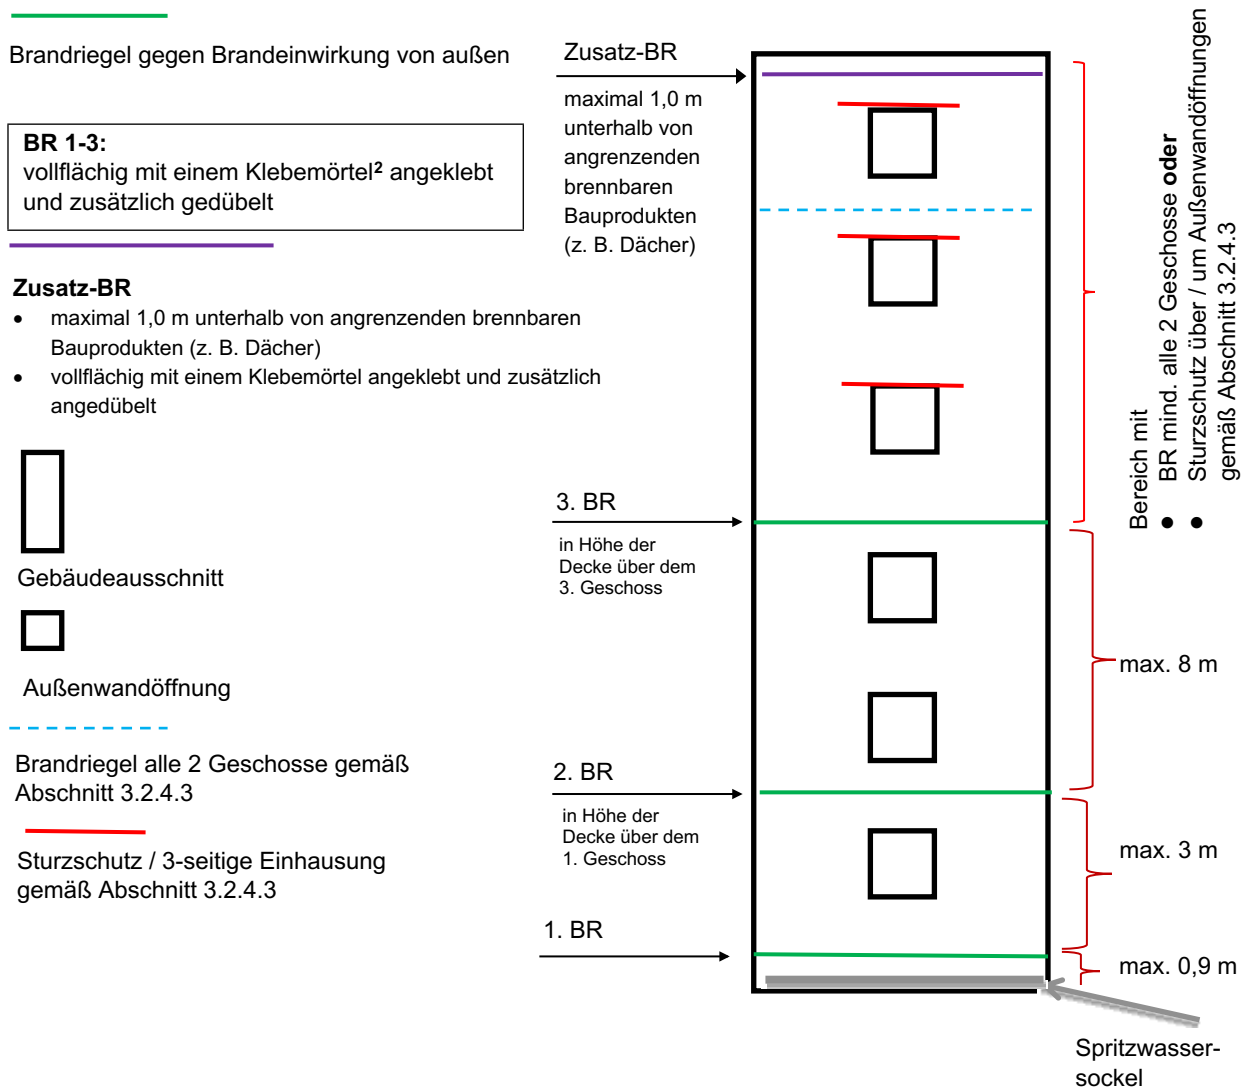 Brandriegel gegen Brandeinwirkung von außen
BR 1-3:
vollflächig mit einem Klebemörtel² angeklebt
und zusätzlich gedübelt
Zusatz-BR
• maximal 1,0 m unterhalb von angrenzenden brennbaren
Bauprodukten (z. B. Dächer)
• vollflächig mit einem Klebemörtel angeklebt und zusätzlich
angedübelt
Gebäudeausschnitt
Außenwandöffnung
Brandriegel alle 2 Geschosse gemäß
Abschnitt 3.2.4.3
Sturzschutz / 3-seitige Einhausung
gemäß Abschnitt 3.2.4.3
Zusatz-BR
maximal 1,0 m
unterhalb von
angrenzenden
brennbaren
Bauprodukten
(z. B. Dächer)
3. BR
in Höhe der
Decke über dem
3. Geschoss
2. BR
in Höhe der
Decke über dem
1. Geschoss
1. BR
Bereich mit
• BR mind. alle 2 Geschosse oder
• Sturzschutz über / um Außenwandöffnungen
gemäß Abschnitt 3.2.4.3
max. 8 m
max. 3 m
max. 0,9 m
Spritzwasser-
sockel